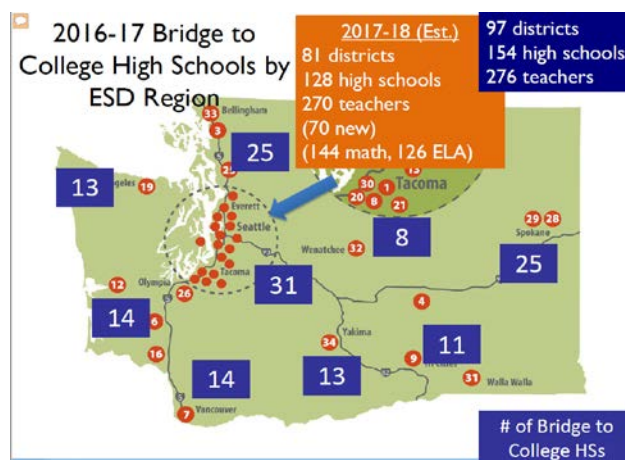 2016-17 Bridge to
College High Schools by
ESD Region
2017-18 (Est.)
81 districts
128 high schools
270 teachers
(70 new)
(144 math, 126 ELA)
97 districts
154 high schools
276 teachers
33
Bellingham
3
5
25
13
19
Everett
Seattle
30
1
Tacoma
20
8
21
8
Wenatchee
32
29
28
Spokane
25
31
12
Olympia
Tacoma
26
14
6
4
Yakima
34
13
9
11
31
Walla Walla
16
14
7
Vancouver
# of Bridge to
College HSs